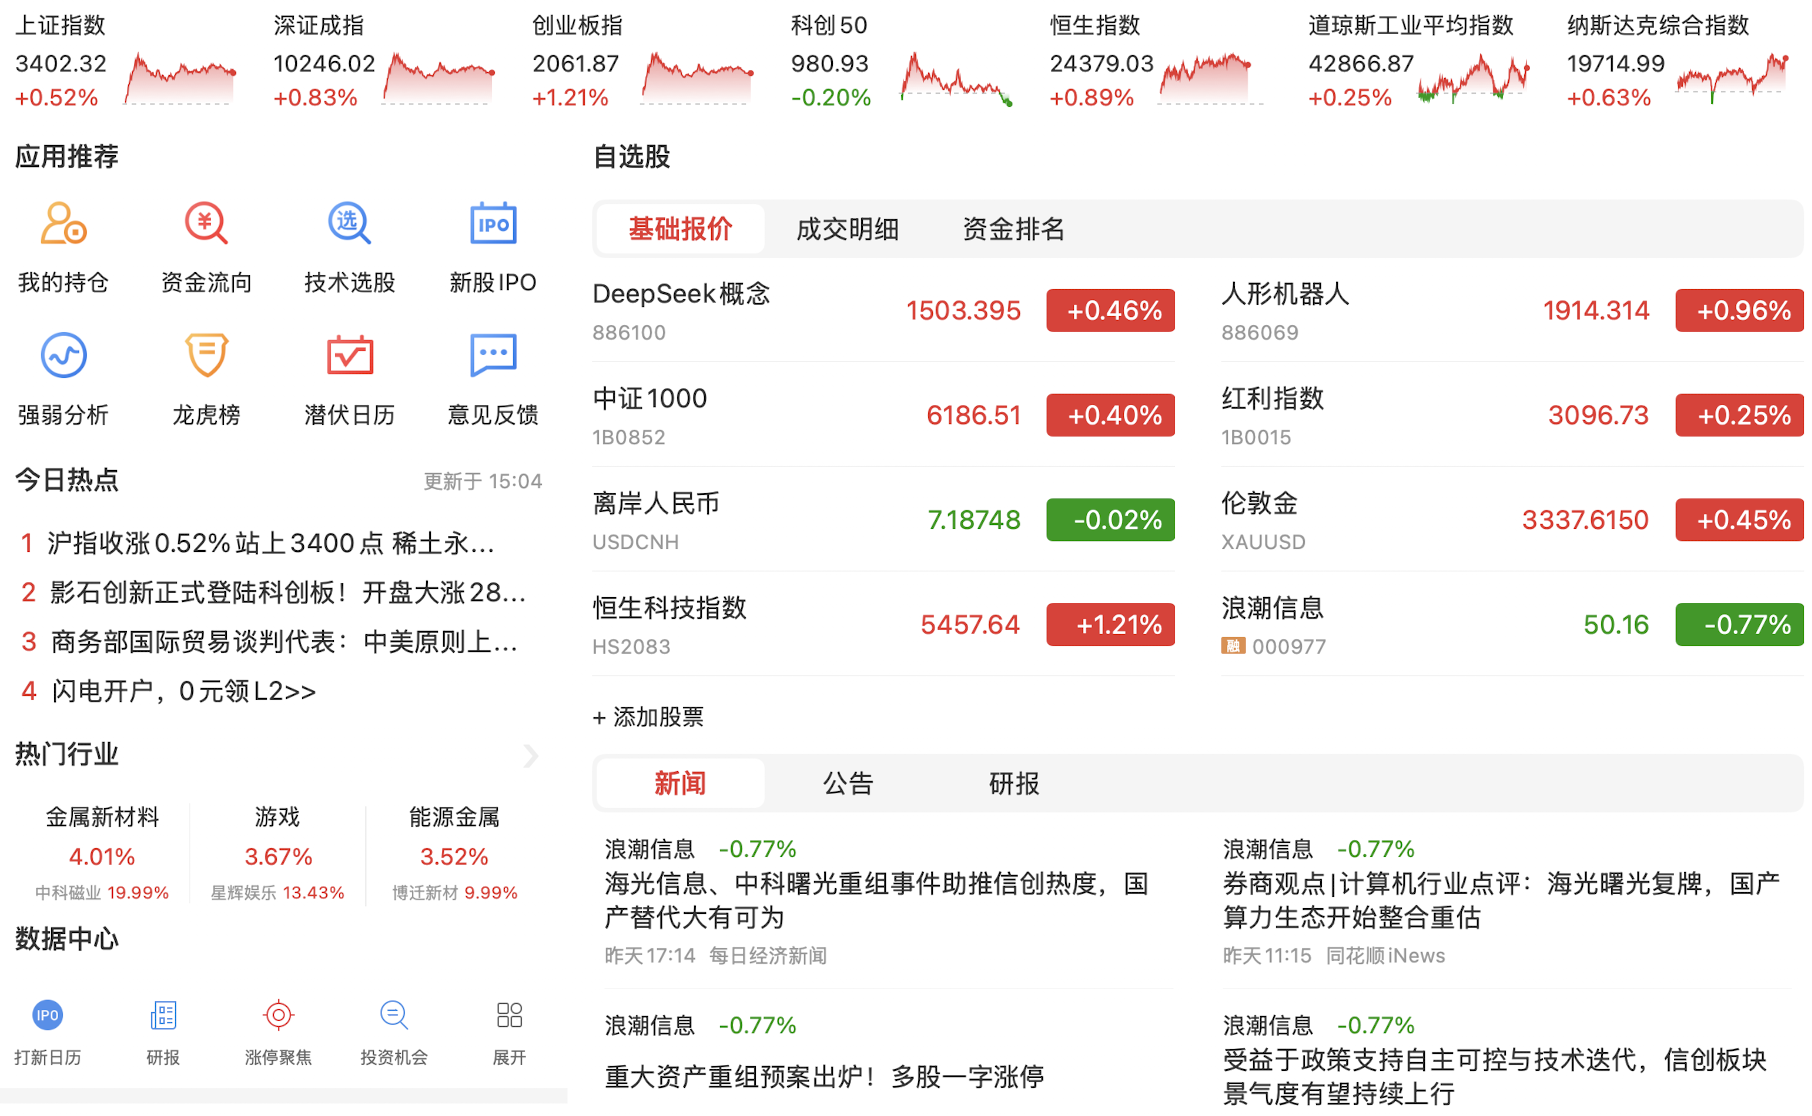 上证指数
3402.32
+0.52%
深证成指
10246.02
+0.83%
创业板指
2061.87
+1.21%
科创50
980.93
-0.20%
恒生指数
24379.03
+0.89%
道琼斯工业平均指数
42866.87
+0.25%
纳斯达克综合指数
19714.99
+0.63%
应用推荐
选
IPO
我的持仓
资金流向
技术选股
新股IPO
强弱分析
龙虎榜
潜伏日历
意见反馈
今日热点
更新于 15:04
1 沪指收涨0.52%站上3400点 稀土永...
2 影石创新正式登陆科创板！开盘大涨28...
3 商务部国际贸易谈判代表：中美原则上...
4 闪电开户，0元领L2>>
热门行业
金属新材料
4.01%
中科磁业 19.99%
游戏
3.67%
星辉娱乐 13.43%
能源金属
3.52%
博迁新材 9.99%
数据中心
IPO
打新日历
研报
涨停聚焦
投资机会
展开
自选股
基础报价
成交明细
资金排名
DeepSeek概念
886100
1503.395
+0.46%
人形机器人
886069
1914.314
+0.96%
中证1000
1B0852
6186.51
+0.40%
红利指数
1B0015
3096.73
+0.25%
离岸人民币
USDCNH
7.18748
-0.02%
伦敦金
XAUUSD
3337.6150
+0.45%
恒生科技指数
HS2083
5457.64
+1.21%
浪潮信息
融 000977
50.16
-0.77%
+ 添加股票
新闻
公告
研报
浪潮信息 -0.77%
海光信息、中科曙光重组事件助推信创热度，国
产替代大有可为
昨天17:14 每日经济新闻
浪潮信息 -0.77%
券商观点|计算机行业点评：海光曙光复牌，国产
算力生态开始整合重估
昨天11:15 同花顺iNews
浪潮信息 -0.77%
重大资产重组预案出炉！多股一字涨停
浪潮信息 -0.77%
受益于政策支持自主可控与技术迭代，信创板块
景气度有望持续上行